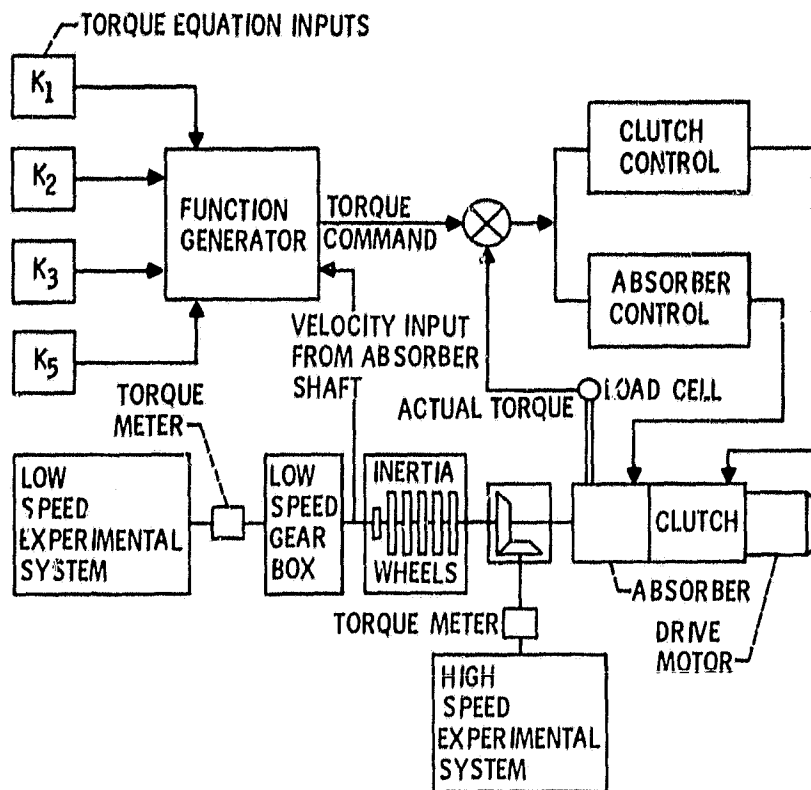 TORQUE EQUATION INPUTS
K1
K2
K3
K5
FUNCTION
GENERATOR
TORQUE
COMMAND
CLUTCH
CONTROL
ABSORBER
CONTROL
VELOCITY INPUT
FROM ABSORBER
SHAFT
TORQUE
METER
ACTUAL TORQUE
LOAD CELL
LOW
SPEED
EXPERIMENTAL
SYSTEM
LOW
SPEED
GEAR
BOX
INERTIA
WHEELS
CLUTCH
ABSORBER
DRIVE
MOTOR
TORQUE METER
HIGH
SPEED
EXPERIMENTAL
SYSTEM